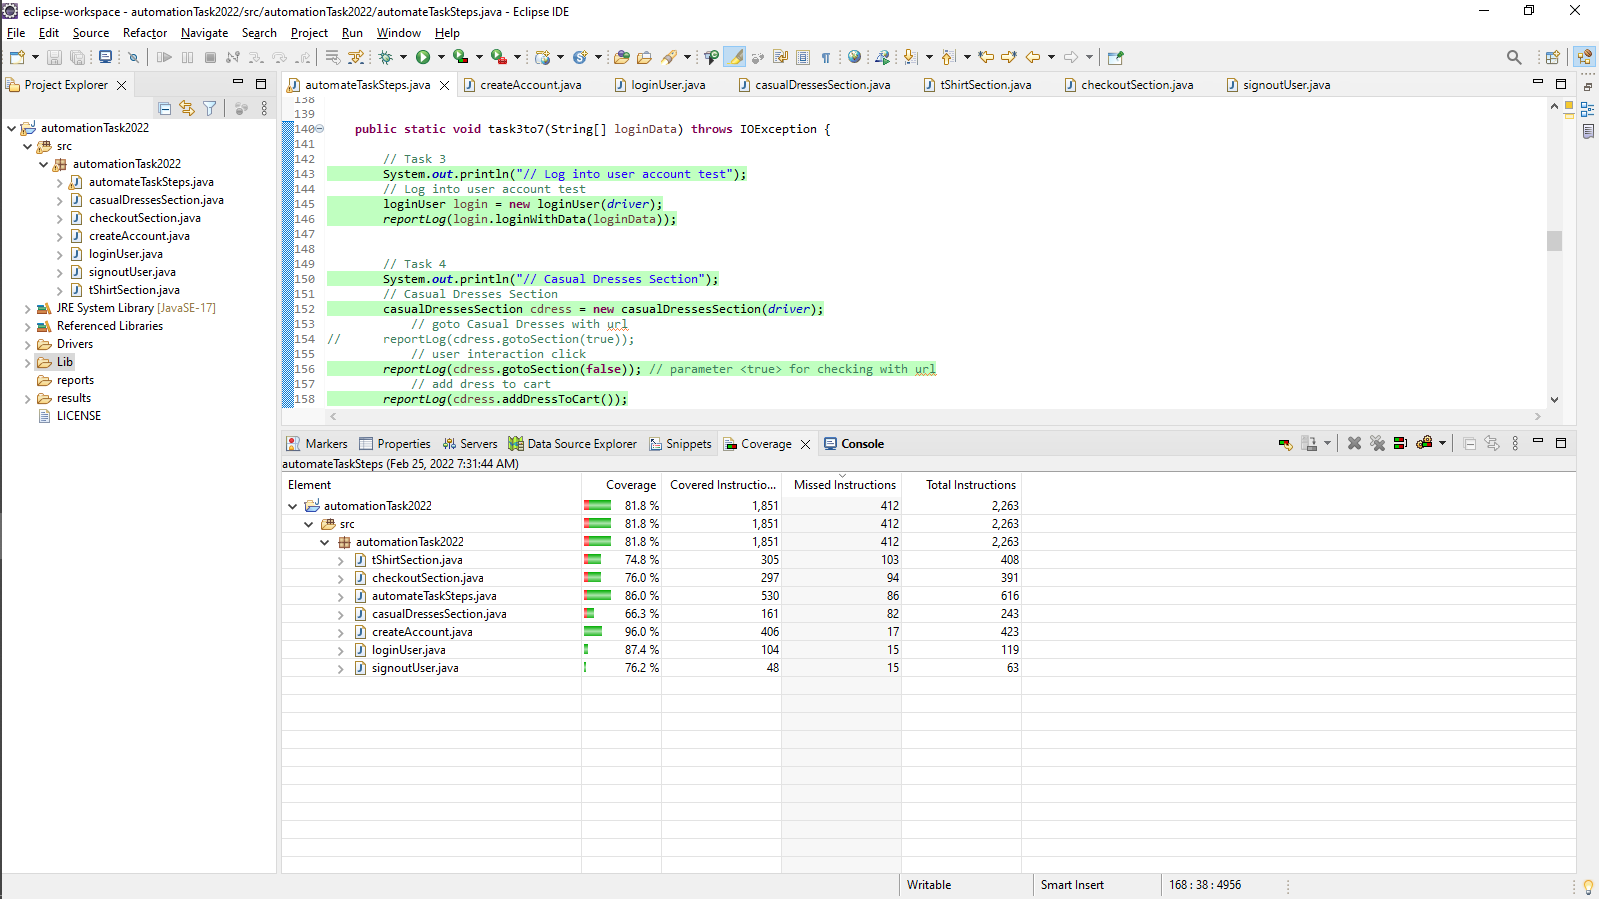 eclipse-workspace - automationTask2022/src/automationTask2022/automateTaskSteps.java - Eclipse IDE
File Edit Source Refactor Navigate Search Project Run Window Help
Project Explorer
automationTask2022
src
automationTask2022
automateTaskSteps.java
casualDressesSection.java
checkoutSection.java
createAccount.java
loginUser.java
signoutUser.java
tShirtSection.java
JRE System Library [JavaSE-17]
Referenced Libraries
Drivers
Lib
reports
results
LICENSE
automateTaskSteps.java createAccount.java loginUser.java casualDressesSection.java tShirtSection.java checkoutSection.java signoutUser.java
138
139
140 public static void task3to7(String[] loginData) throws IOException {
141
142 // Task 3
143 System.out.println("// Log into user account test");
144 // Log into user account test
145 loginUser login = new loginUser(driver);
146 reportLog(login.loginWithData(loginData));
147
148
149 // Task 4
150 System.out.println("// Casual Dresses Section");
151 // Casual Dresses Section
152 casualDressesSection cdress = new casualDressesSection(driver);
153 // goto Casual Dresses with url
154 // reportLog(cdress.gotoSection(true));
155 // user interaction click
156 reportLog(cdress.gotoSection(false)); // parameter <true> for checking with url
157 // add dress to cart
158 reportLog(cdress.addDressToCart());
Markers Properties Servers Data Source Explorer Snippets Coverage Console
automateTaskSteps (Feb 25, 2022 7:31:44 AM)
Element Coverage Covered Instructio... Missed Instructions Total Instructions
automationTask2022 81.8 % 1,851 412 2,263
src 81.8 % 1,851 412 2,263
automationTask2022 81.8 % 1,851 412 2,263
tShirtSection.java 74.8 % 305 103 408
checkoutSection.java 76.0 % 297 94 391
automateTaskSteps.java 86.0 % 530 86 616
casualDressesSection.java 66.3 % 161 82 243
createAccount.java 96.0 % 406 17 423
loginUser.java 87.4 % 104 15 119
signoutUser.java 76.2 % 48 15 63
Writable Smart Insert 168 : 38 : 4956